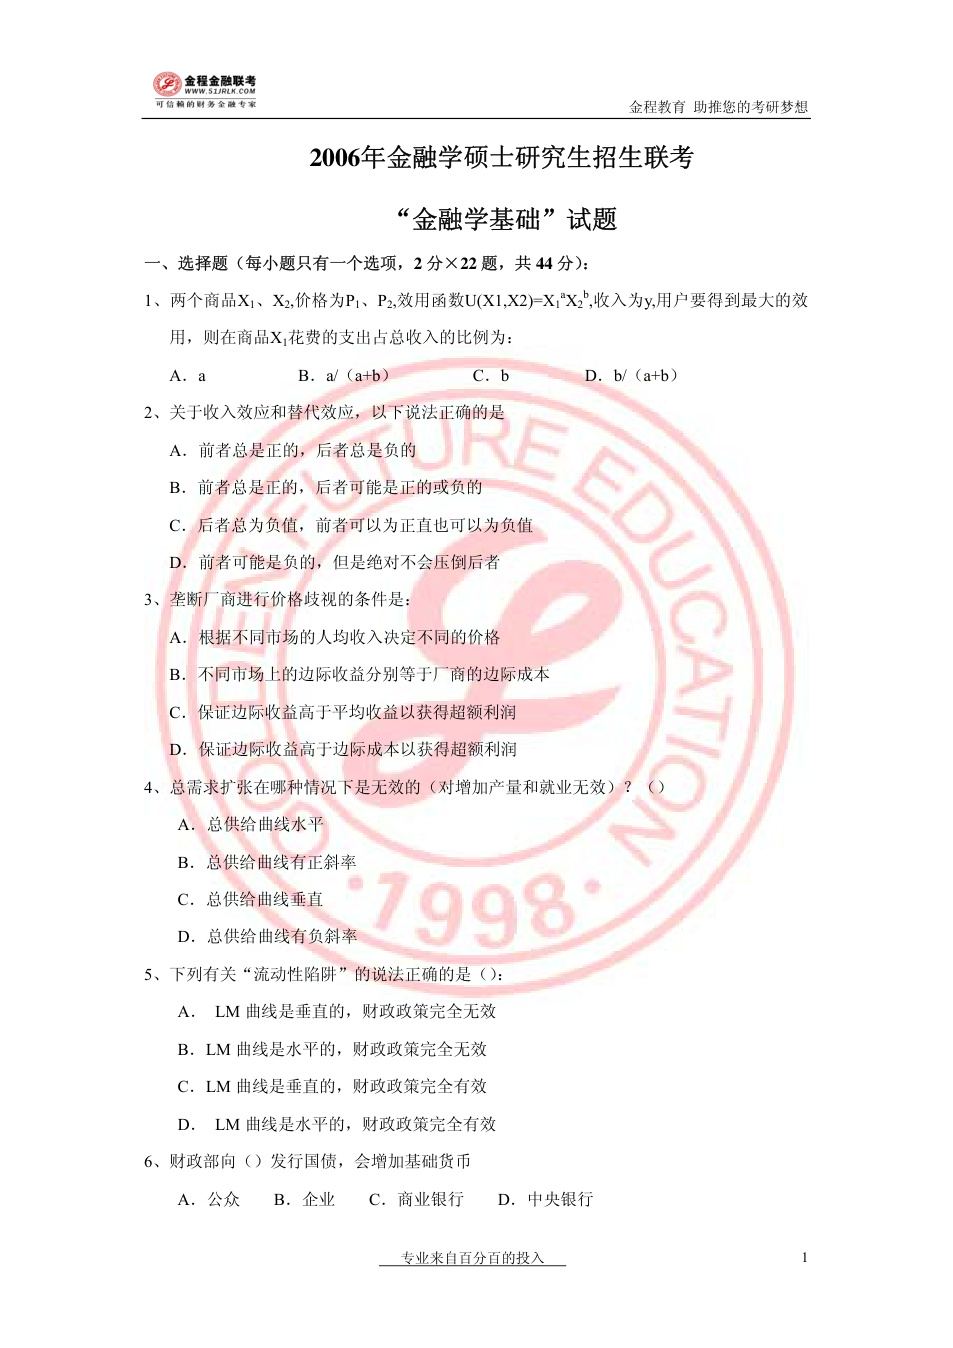 金程金融联考
WWW.51JRLK.COM
可信赖的财务金融专家
金程教育 助推您的考研梦想
2006年金融学硕士研究生招生联考
“金融学基础”试题
一、选择题（每小题只有一个选项，2 分×22 题，共 44 分）：
1、两个商品X₁、X₂,价格为P₁、P₂,效用函数U(X1,X2)=X₁ᵃX₂ᵇ,收入为y,用户要得到最大的效
用，则在商品X₁花费的支出占总收入的比例为：
A．a B．a/（a+b） C．b D．b/（a+b）
2、关于收入效应和替代效应，以下说法正确的是
A．前者总是正的，后者总是负的
B．前者总是正的，后者可能是正的或负的
C．后者总为负值，前者可以为正直也可以为负值
D．前者可能是负的，但是绝对不会压倒后者
3、垄断厂商进行价格歧视的条件是：
A．根据不同市场的人均收入决定不同的价格
B．不同市场上的边际收益分别等于厂商的边际成本
C．保证边际收益高于平均收益以获得超额利润
D．保证边际收益高于边际成本以获得超额利润
4、总需求扩张在哪种情况下是无效的（对增加产量和就业无效）？（）
A．总供给曲线水平
B．总供给曲线有正斜率
C．总供给曲线垂直
D．总供给曲线有负斜率
5、下列有关“流动性陷阱”的说法正确的是（）：
A． LM 曲线是垂直的，财政政策完全无效
B．LM 曲线是水平的，财政政策完全无效
C．LM 曲线是垂直的，财政政策完全有效
D． LM 曲线是水平的，财政政策完全有效
6、财政部向（）发行国债，会增加基础货币
A．公众 B．企业 C．商业银行 D．中央银行
GOLDEN FUTURE EDUCATION
·1998·
专业来自百分百的投入 1